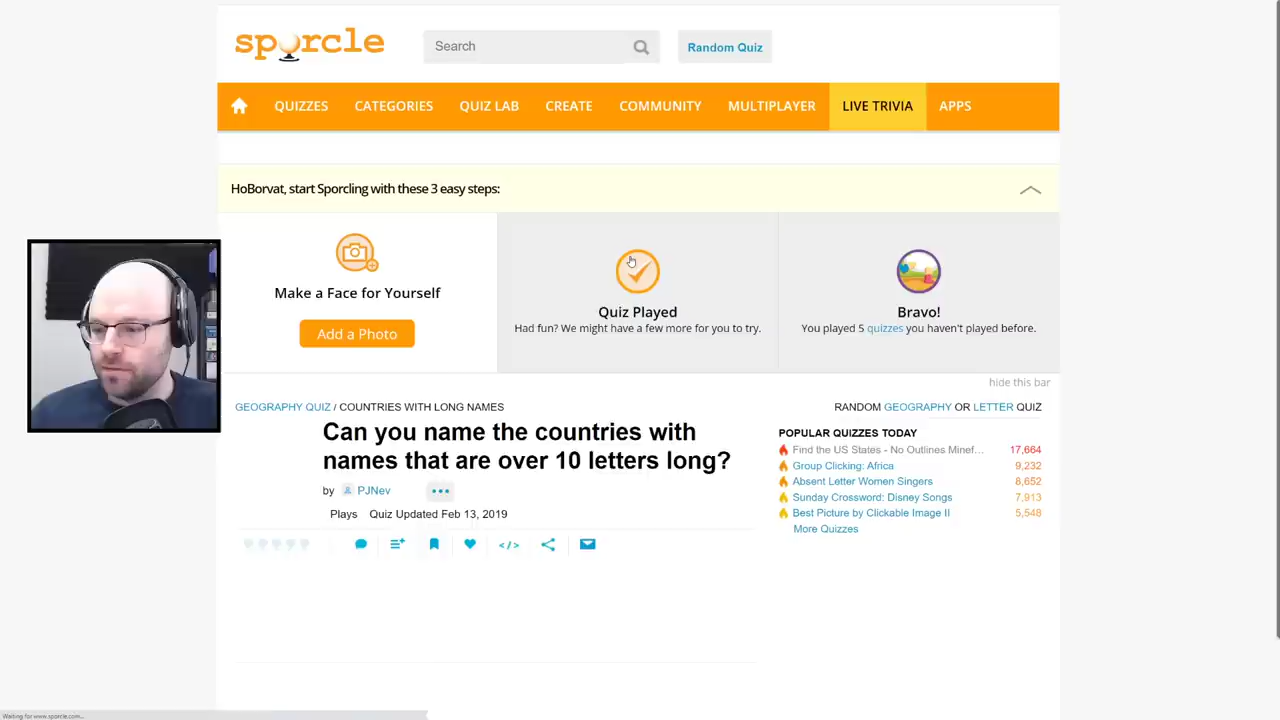 sporcle
Search
Random Quiz
QUIZZES
CATEGORIES
QUIZ LAB
CREATE
COMMUNITY
MULTIPLAYER
LIVE TRIVIA
APPS
HoBorvat, start Sporcling with these 3 easy steps:
Make a Face for Yourself
Add a Photo
Quiz Played
Had fun? We might have a few more for you to try.
Bravo!
You played 5 quizzes you haven't played before.
hide this bar
GEOGRAPHY QUIZ / COUNTRIES WITH LONG NAMES
RANDOM GEOGRAPHY OR LETTER QUIZ
Can you name the countries with
names that are over 10 letters long?
by PJNev
Plays Quiz Updated Feb 13, 2019
POPULAR QUIZZES TODAY
Find the US States - No Outlines Minef... 17,664
Group Clicking: Africa 9,232
Absent Letter Women Singers 8,652
Sunday Crossword: Disney Songs 7,913
Best Picture by Clickable Image II 5,548
More Quizzes
Waiting for www.sporcle.com...